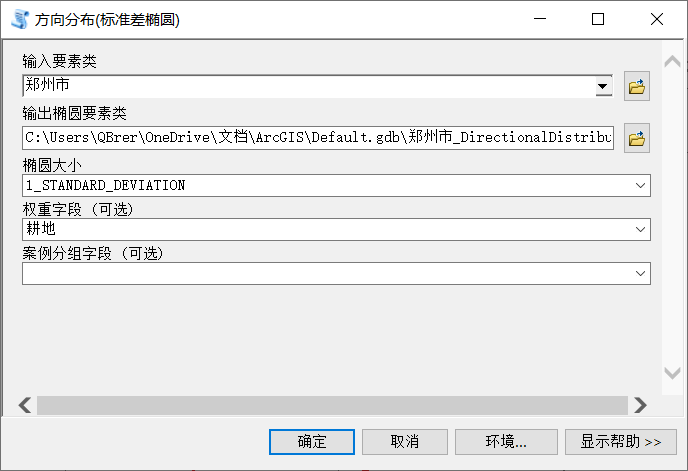 方向分布(标准差椭圆)
输入要素类
郑州市
输出椭圆要素类
C:\Users\QBrer\OneDrive\文档\ArcGIS\Default.gdb\郑州市_DirectionalDistribu
椭圆大小
1_STANDARD_DEVIATION
权重字段 (可选)
耕地
案例分组字段 (可选)
确定 取消 环境... 显示帮助 >>